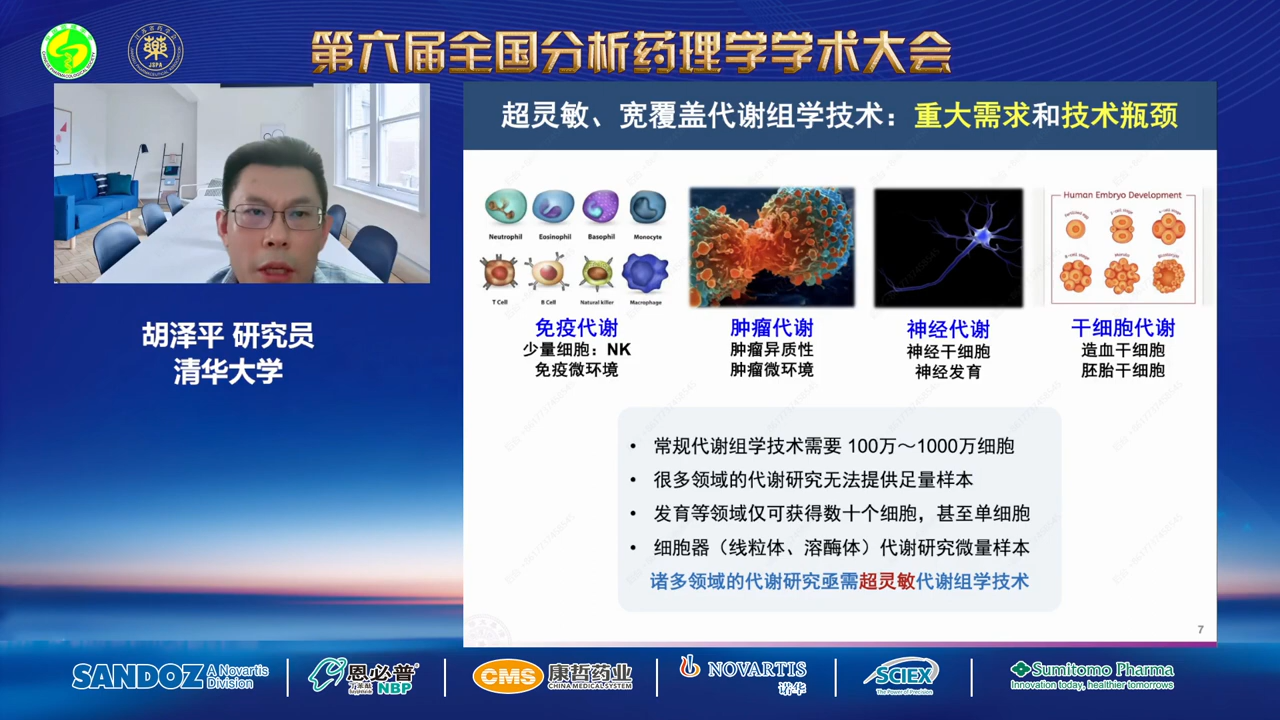 第六届全国分析药理学学术大会
JSPA
超灵敏、宽覆盖代谢组学技术：重大需求和技术瓶颈
Neutrophil Eosinophil Basophil Monocyte
T Cell B Cell Natural killer Macrophage
Human Embryo Development
免疫代谢
少量细胞：NK
免疫微环境
肿瘤代谢
肿瘤异质性
肿瘤微环境
神经代谢
神经干细胞
神经发育
干细胞代谢
造血干细胞
胚胎干细胞
胡泽平 研究员
清华大学
• 常规代谢组学技术需要 100万～1000万细胞
• 很多领域的代谢研究无法提供足量样本
• 发育等领域仅可获得数十个细胞，甚至单细胞
• 细胞器（线粒体、溶酶体）代谢研究微量样本
诸多领域的代谢研究亟需超灵敏代谢组学技术
7
SANDOZ A Novartis Division
恩必普 NBP
CMS 康哲药业
CHINA MEDICAL SYSTEM
NOVARTIS
诺华
SCIEX
The Power of Precision
Sumitomo Pharma
Innovation today, healthier tomorrows